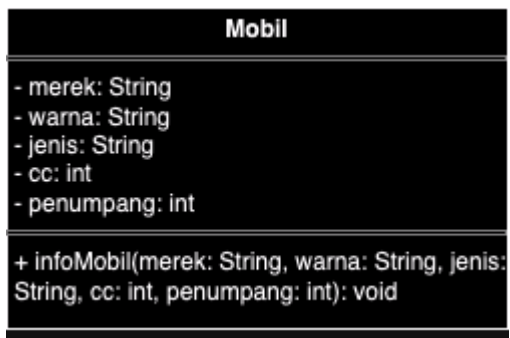 Mobil
- merek: String
- warna: String
- jenis: String
- cc: int
- penumpang: int
+ infoMobil(merek: String, warna: String, jenis:
String, cc: int, penumpang: int): void